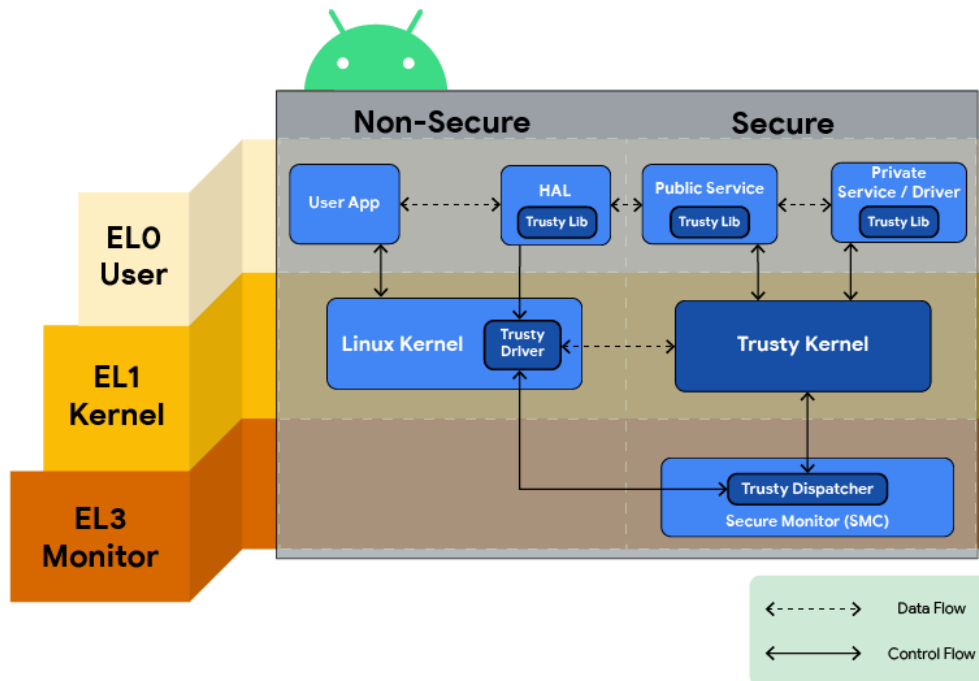 Non-Secure
Secure
EL0
User
EL1
Kernel
EL3
Monitor
User App
HAL
Trusty Lib
Public Service
Trusty Lib
Private
Service / Driver
Trusty Lib
Linux Kernel
Trusty
Driver
Trusty Kernel
Trusty Dispatcher
Secure Monitor (SMC)
Data Flow
Control Flow